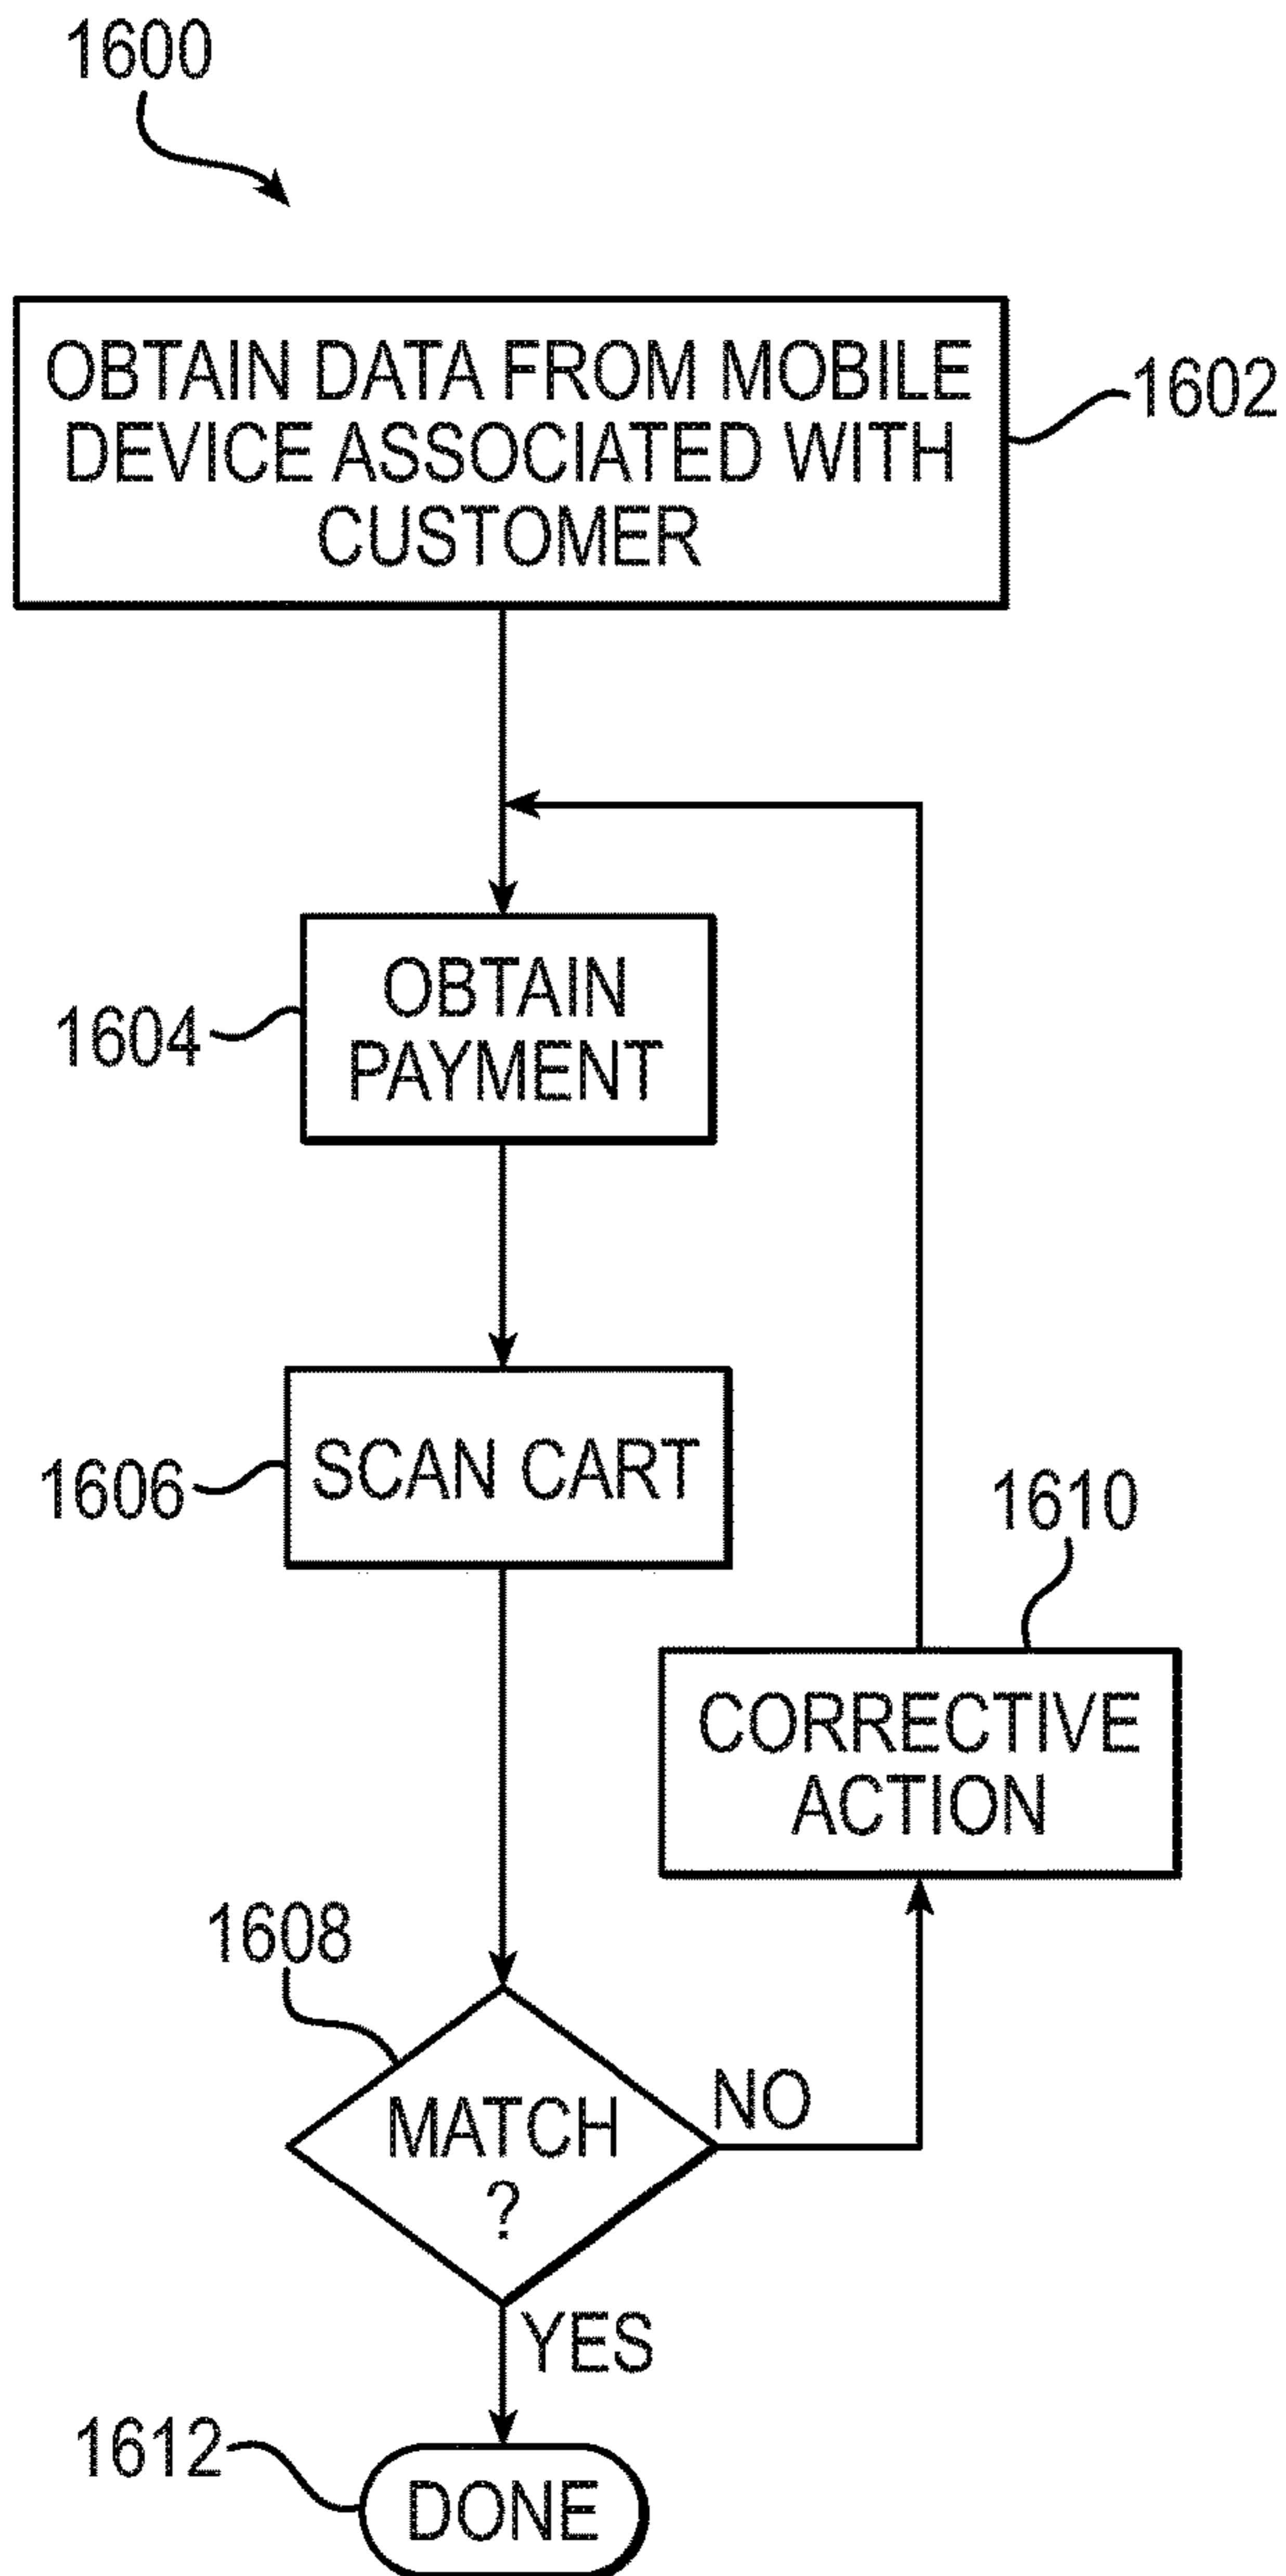 1600
OBTAIN DATA FROM MOBILE
DEVICE ASSOCIATED WITH
CUSTOMER
1602
OBTAIN
PAYMENT
1604
SCAN CART
1606
1610
CORRECTIVE
ACTION
1608
MATCH
?
NO
YES
1612
DONE